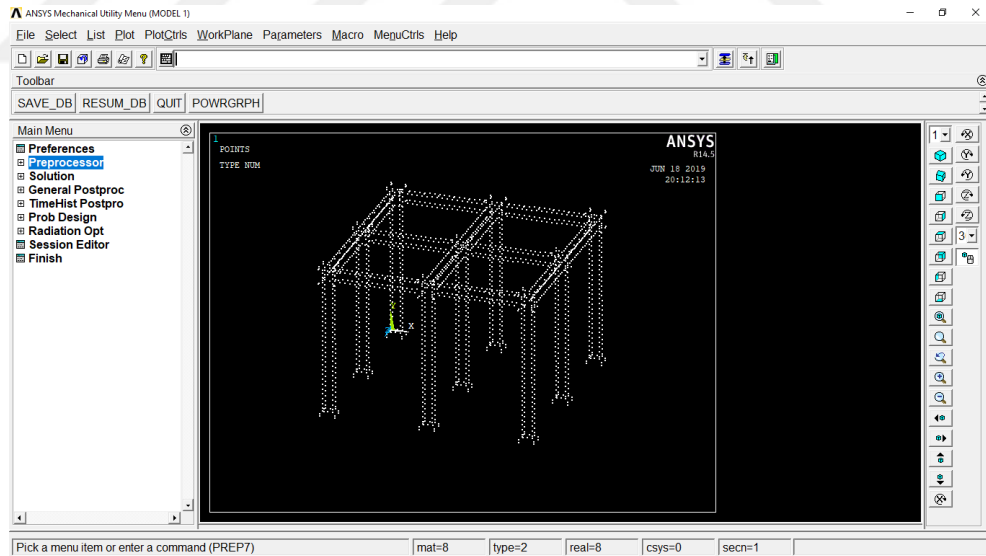 ANSYS Mechanical Utility Menu (MODEL 1)
File Select List Plot PlotCtrls WorkPlane Parameters Macro MenuCtrls Help
Toolbar
SAVE_DB RESUM_DB QUIT POWRGRPH
Main Menu
Preferences
Preprocessor
Solution
General Postproc
TimeHist Postpro
Prob Design
Radiation Opt
Session Editor
Finish
1
POINTS
TYPE NUM
ANSYS
R14.5
JUN 18 2019
20:12:13
Y
X
1
3
Pick a menu item or enter a command (PREP7) mat=8 type=2 real=8 csys=0 secn=1